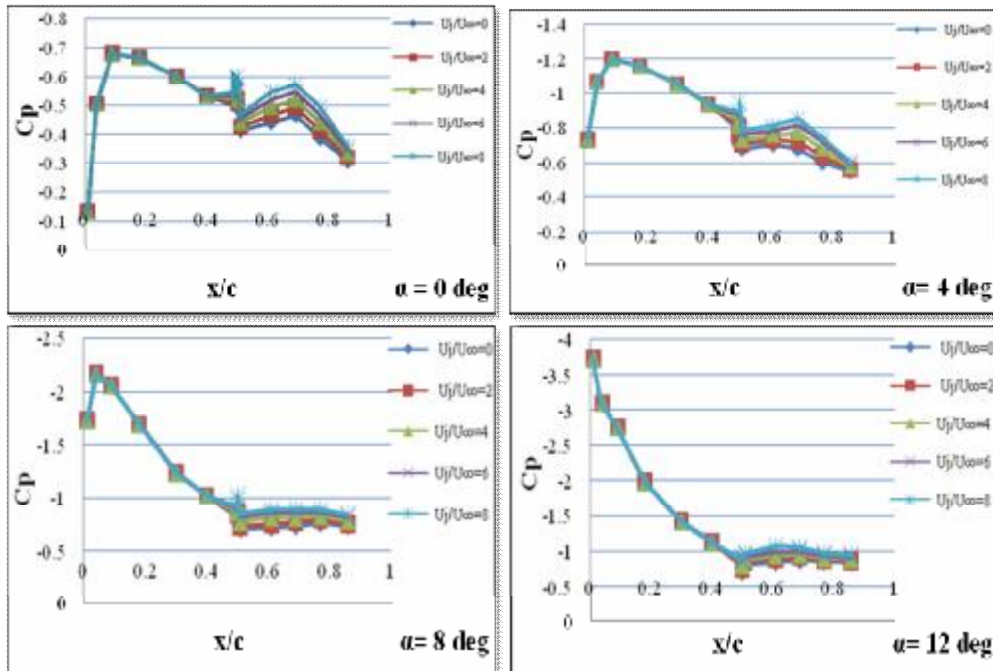 -0.8
-0.7
-0.6
-0.5
-0.4
-0.3
-0.2
-0.1
0
Cp
0 0.2 0.4 0.6 0.8 1
x/c
α = 0 deg
Uj/U∞=0
Uj/U∞=2
Uj/U∞=4
Uj/U∞=6
Uj/U∞=8
-1.4
-1.2
-1
-0.8
-0.6
-0.4
-0.2
0
Cp
0 0.2 0.4 0.6 0.8 1
x/c
α= 4 deg
Uj/U∞=0
Uj/U∞=2
Uj/U∞=4
Uj/U∞=6
Uj/U∞=8
-2.5
-2
-1.5
-1
-0.5
0
Cp
0 0.2 0.4 0.6 0.8 1
x/c
α= 8 deg
Uj/U∞=0
Uj/U∞=2
Uj/U∞=4
Uj/U∞=6
Uj/U∞=8
-4
-3.5
-3
-2.5
-2
-1.5
-1
-0.5
0
Cp
0 0.2 0.4 0.6 0.8 1
x/c
α= 12 deg
Uj/U∞=0
Uj/U∞=2
Uj/U∞=4
Uj/U∞=6
Uj/U∞=8